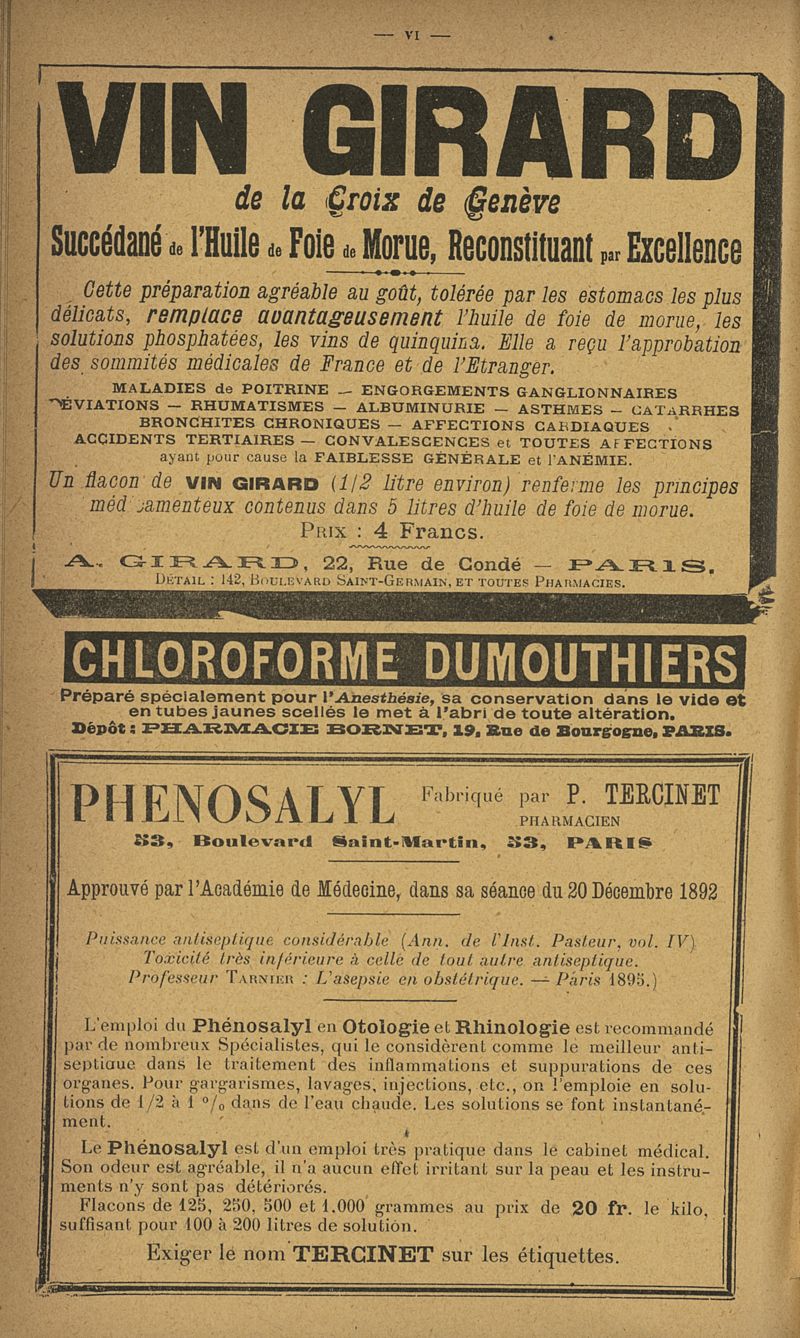 — VI —
VIN GIRARD
de la Croix de Genève
Succédané de l'Huile de Foie de Morue, Reconstituant par Excellence
Cette préparation agréable au goût, tolérée par les estomacs les plus
délicats, remplace avantageusement l'huile de foie de morue, les
solutions phosphatées, les vins de quinquina. Elle a reçu l'approbation
des sommités médicales de France et de l'Etranger.
MALADIES de POITRINE — ENGORGEMENTS GANGLIONNAIRES
DÉVIATIONS — RHUMATISMES — ALBUMINURIE — ASTHMES — CATARRHES
BRONCHITES CHRONIQUES — AFFECTIONS CARDIAQUES
ACCIDENTS TERTIAIRES — CONVALESCENCES et TOUTES AFFECTIONS
ayant pour cause la FAIBLESSE GÉNÉRALE et l'ANÉMIE.
Un flacon de VIN GIRARD (1/2 litre environ) renferme les principes
médicamenteux contenus dans 5 litres d'huile de foie de morue.
PRIX : 4 Francs.
A. GIRARD, 22, Rue de Condé — PARIS.
DÉTAIL : 142, BOULEVARD SAINT-GERMAIN, ET TOUTES PHARMACIES.
CHLOROFORME DUMOUTHIERS
Préparé spécialement pour l'Anesthésie, sa conservation dans le vide et
en tubes jaunes scellés le met à l'abri de toute altération.
Dépôt : PHARMACIE BORNET, 19, Rue de Bourgogne, PARIS.
PHENOSALYL Fabriqué par P. TERCINET
PHARMACIEN
53, Boulevard Saint-Martin, 53, PARIS
Approuvé par l'Académie de Médecine, dans sa séance du 20 Décembre 1892
Puissance antiseptique considérable (Ann. de l'Inst. Pasteur, vol. IV)
Toxicité très inférieure à celle de tout autre antiseptique.
Professeur TARNIER : L'asepsie en obstétrique. — Paris 1895.)
L'emploi du Phénosalyl en Otologie et Rhinologie est recommandé
par de nombreux Spécialistes, qui le considèrent comme le meilleur anti-
septique dans le traitement des inflammations et suppurations de ces
organes. Pour gargarismes, lavages, injections, etc., on l'emploie en solu-
tions de 1/2 à 1 % dans de l'eau chaude. Les solutions se font instantané-
ment.
Le Phénosalyl est d'un emploi très pratique dans le cabinet médical.
Son odeur est agréable, il n'a aucun effet irritant sur la peau et les instru-
ments n'y sont pas détériorés.
Flacons de 125, 250, 500 et 1.000 grammes au prix de 20 fr. le kilo,
suffisant pour 100 à 200 litres de solution.
Exiger le nom TERCINET sur les étiquettes.